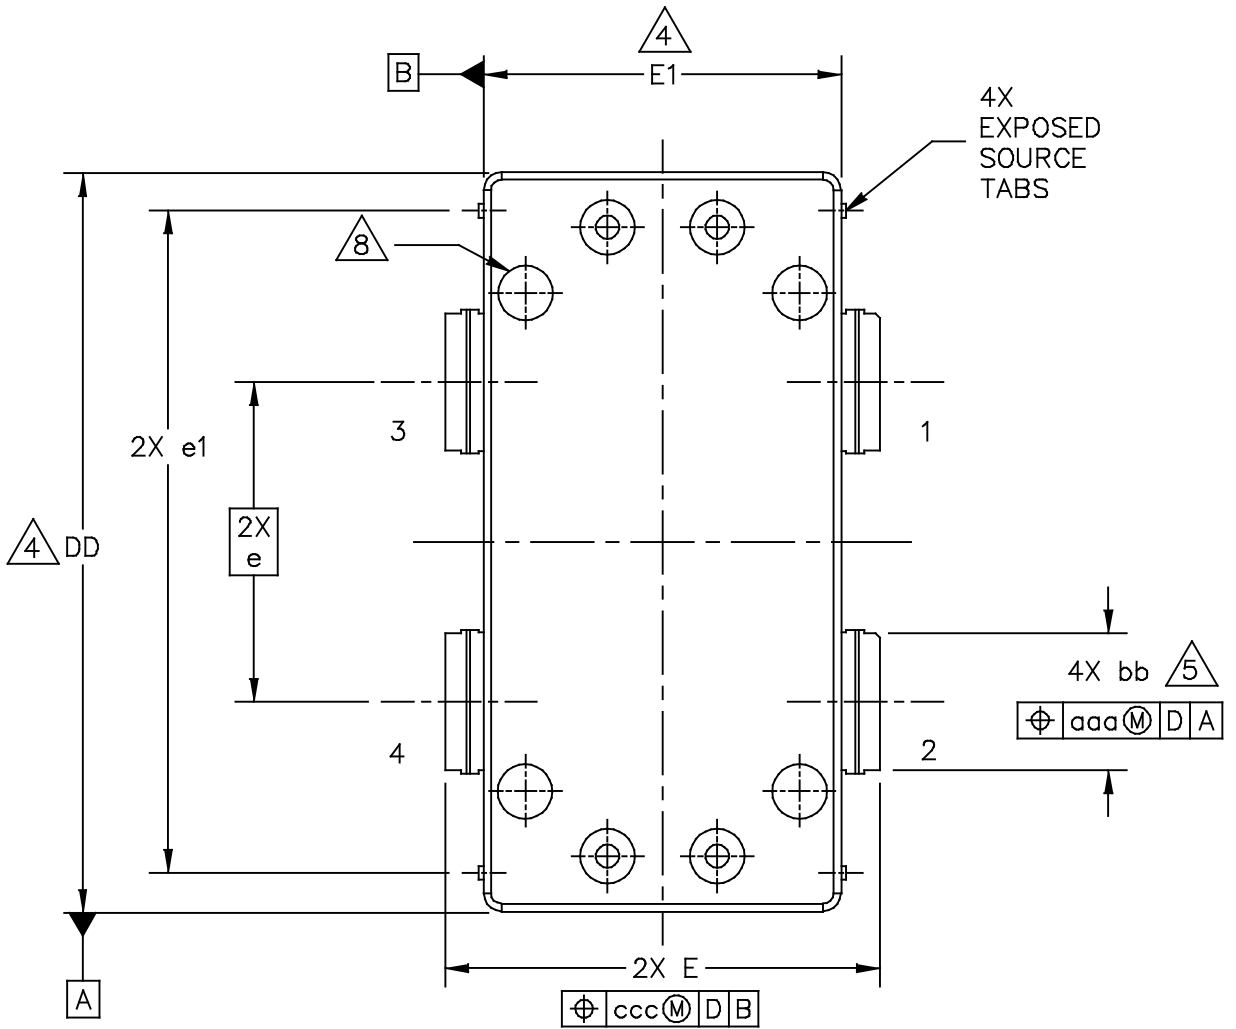 4
B
E1
4X
EXPOSED
SOURCE
TABS
8
3
1
2X e1
2X
e
4
DD
4X bb
5
aaa Ⓜ D A
4
2
2X E
A
ccc Ⓜ D B